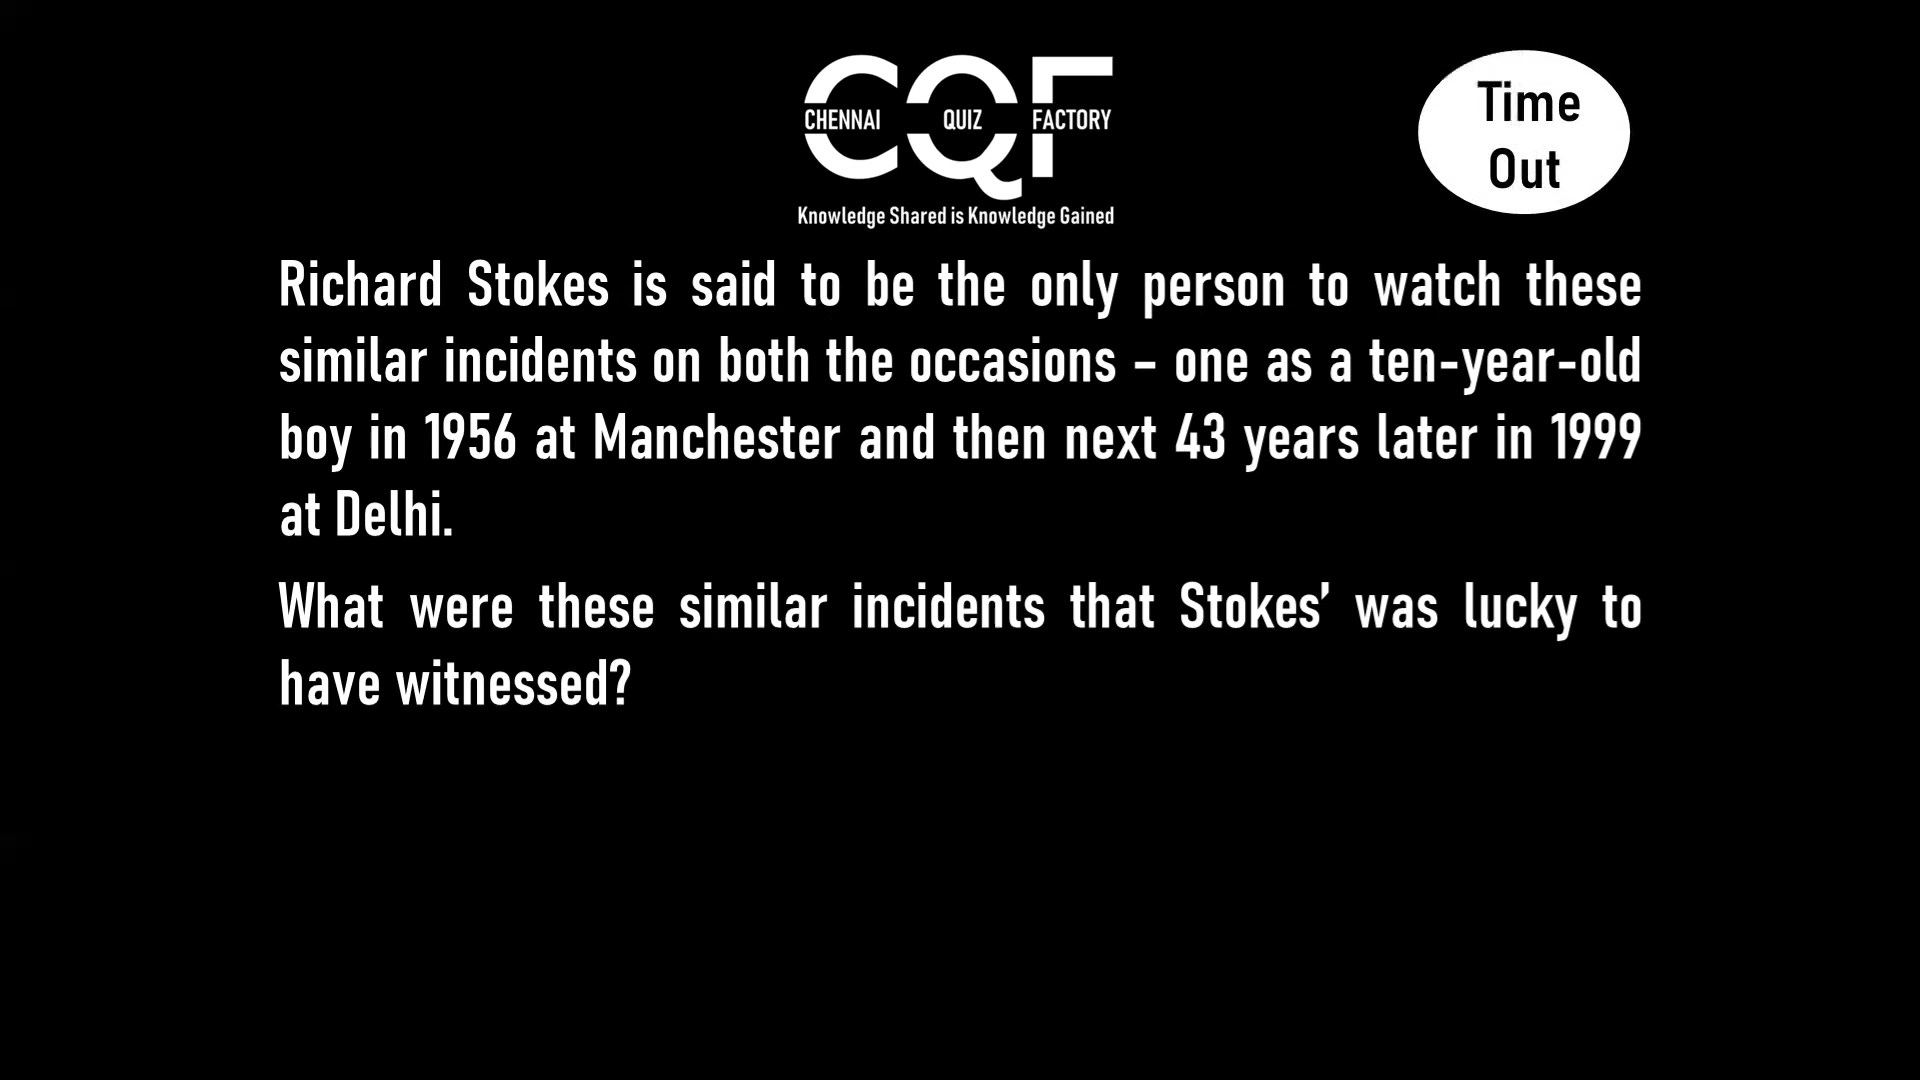 CHENNAI QUIZ FACTORY
Knowledge Shared is Knowledge Gained
Time
Out
Richard Stokes is said to be the only person to watch these
similar incidents on both the occasions – one as a ten-year-old
boy in 1956 at Manchester and then next 43 years later in 1999
at Delhi.
What were these similar incidents that Stokes’ was lucky to
have witnessed?